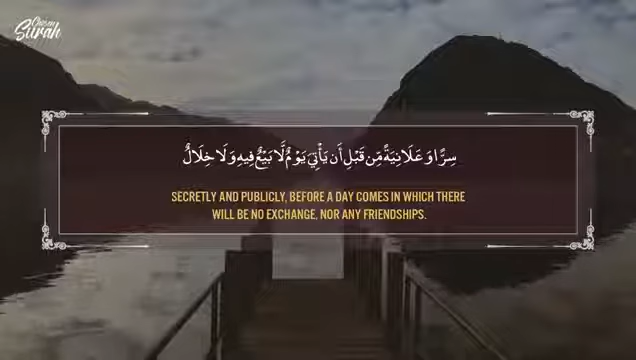 Chosen
Surah
سِرًّا وَعَلَانِيَةً مِّن قَبْلِ أَن يَأْتِيَ يَوْمٌ لَّا بَيْعٌ فِيهِ وَلَا خِلَالٌ
SECRETLY AND PUBLICLY, BEFORE A DAY COMES IN WHICH THERE
WILL BE NO EXCHANGE, NOR ANY FRIENDSHIPS.